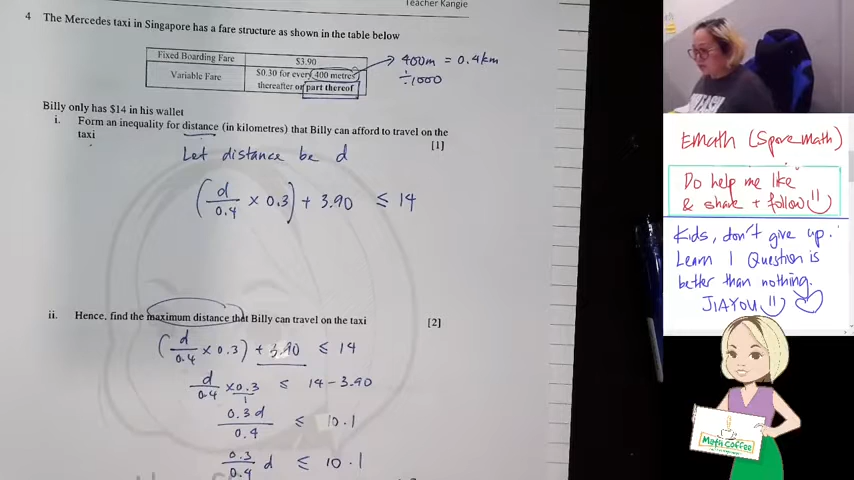 Teacher Kangie
4 The Mercedes taxi in Singapore has a fare structure as shown in the table below
Fixed Boarding Fare $3.90
Variable Fare $0.30 for every 400 metres
thereafter or part thereof
400m = 0.4km
÷1000
Billy only has $14 in his wallet
i. Form an inequality for distance (in kilometres) that Billy can afford to travel on the
taxi [1]
Let distance be d
(d/0.4 × 0.3) + 3.90 ≤ 14
ii. Hence, find the maximum distance that Billy can travel on the taxi [2]
(d/0.4 × 0.3) + 3.90 ≤ 14
d/0.4 × 0.3/1 ≤ 14 - 3.90
0.3d/0.4 ≤ 10.1
0.3/0.4 d ≤ 10.1
EMath (Spore math)
Do help me like
& share + follow
Kids, don't give up.
Learn 1 Question is
better than nothing.
JIAYOU
Math Coffee